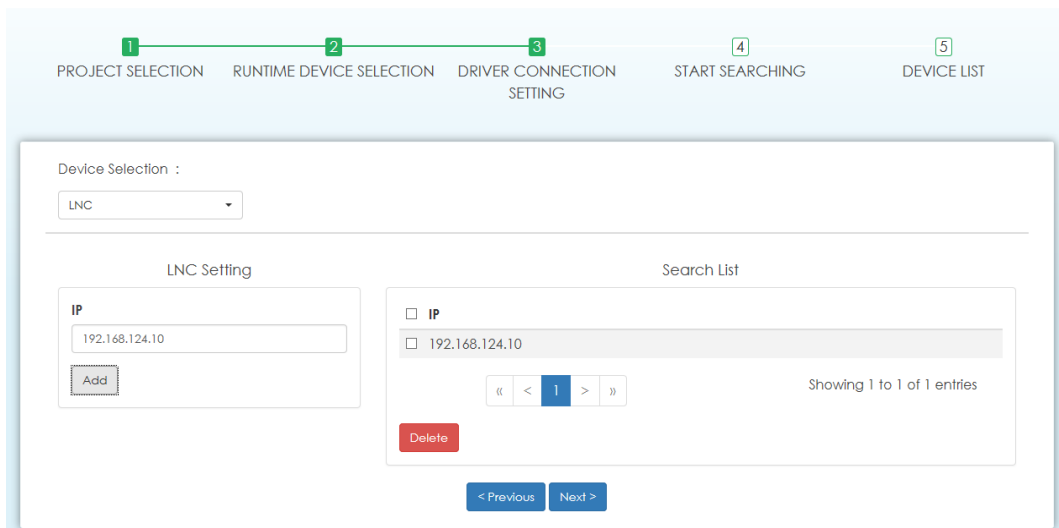 1 2 3 4 5
PROJECT SELECTION RUNTIME DEVICE SELECTION DRIVER CONNECTION START SEARCHING DEVICE LIST
SETTING
Device Selection :
LNC
LNC Setting
IP
192.168.124.10
Add
Search List
IP
192.168.124.10
« < 1 > » Showing 1 to 1 of 1 entries
Delete
< Previous Next >